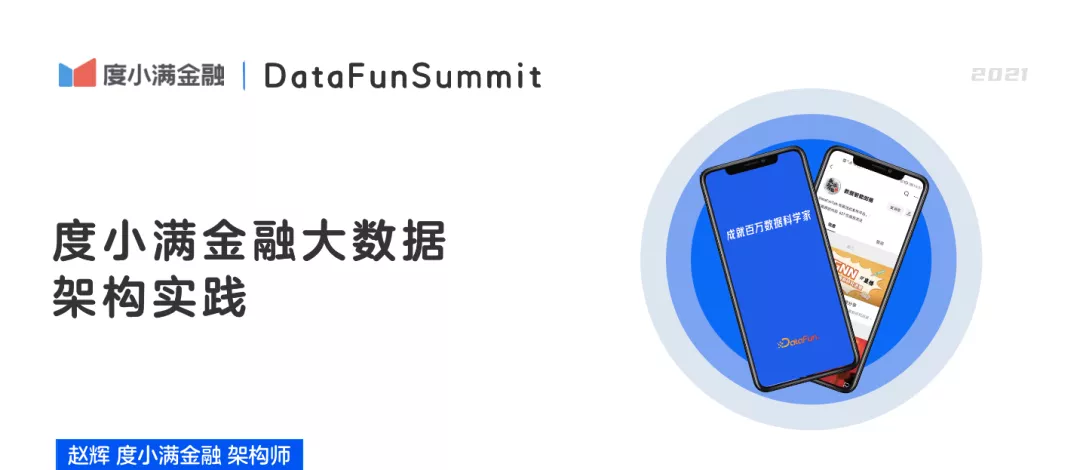 度小满金融 | DataFunSummit
2021
度小满金融大数据
架构实践
成就百万数据科学家
DataFun
赵辉 度小满金融 架构师